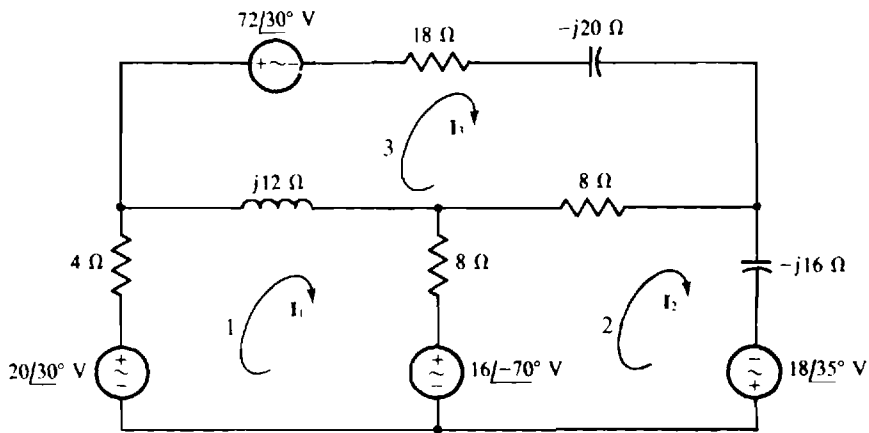 72/30° V
18 Ω
-j20 Ω
+ ~ -
3
I₃
j12 Ω
8 Ω
4 Ω
8 Ω
-j16 Ω
1
I₁
2
I₂
20/30° V
+
~
-
+
~
-
16/-70° V
-
~
+
18/35° V